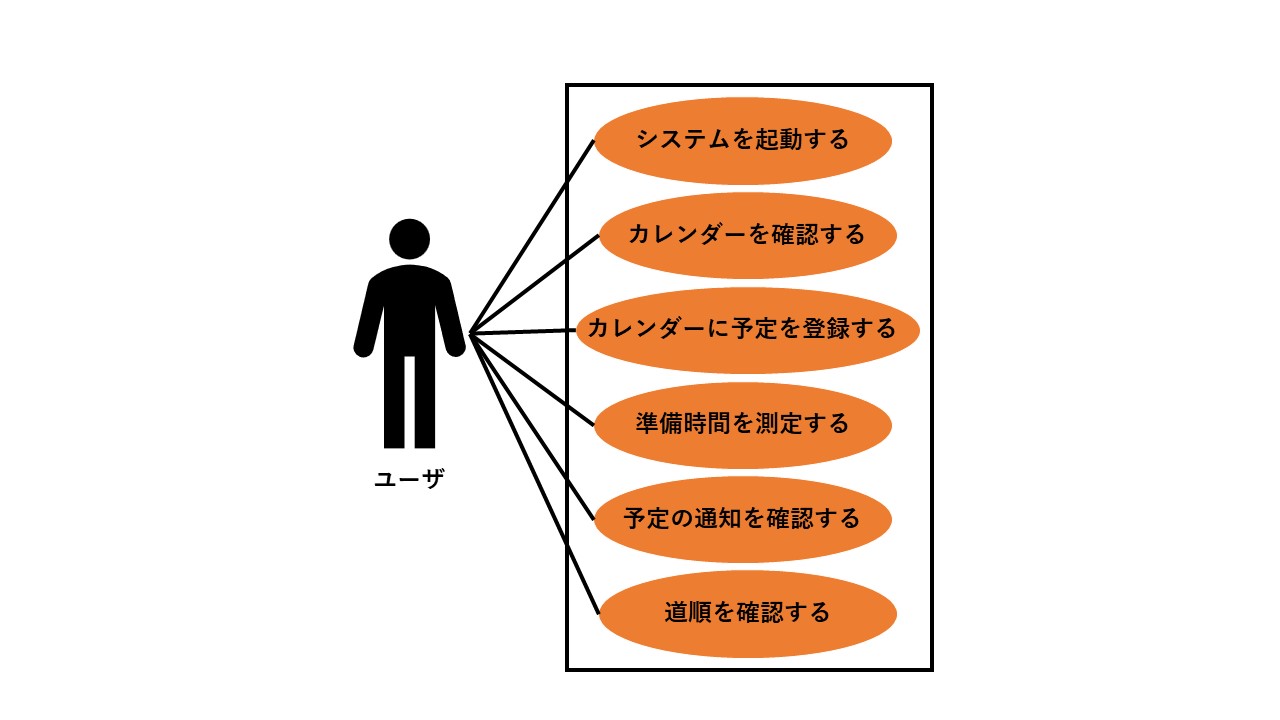 システムを起動する
カレンダーを確認する
カレンダーに予定を登録する
準備時間を測定する
予定の通知を確認する
道順を確認する
ユーザ